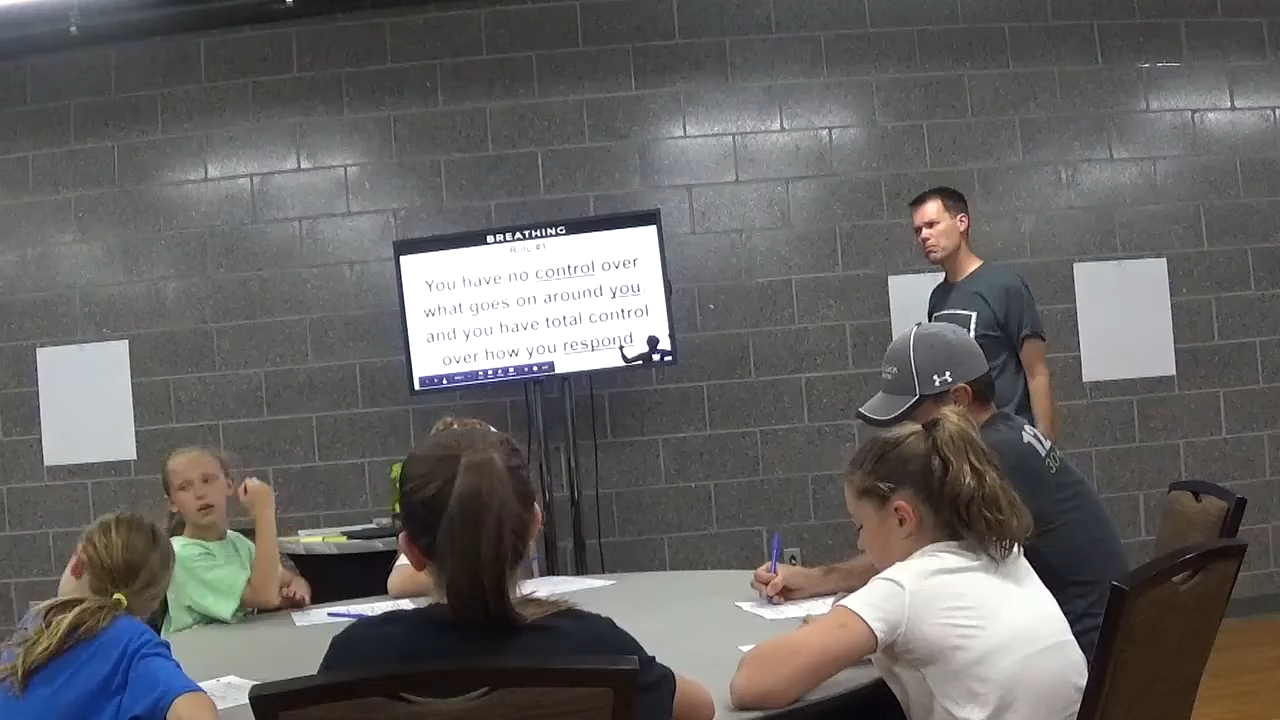 BREATHING
Rule #1
You have no control over
what goes on around you
and you have total control
over how you respond
12